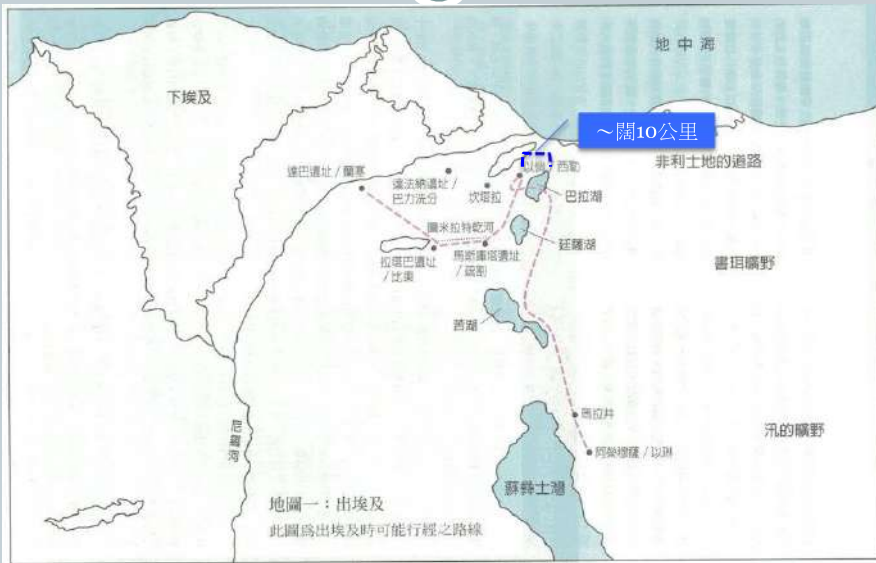 地中海
下埃及
～闊10公里
非利士地的道路
達巴遺址/蘭塞
達法納遺址/
巴力洗分
坎塔拉
西勒
巴拉湖
圖米拉特乾河
廷羅湖
拉塔巴遺址
/比東
馬斯庫塔遺址
/疏割
書珥曠野
苦湖
瑪拉井
汛的曠野
尼羅河
阿榮穆薩/以琳
蘇彝士灣
地圖一：出埃及
此圖爲出埃及時可能行經之路線